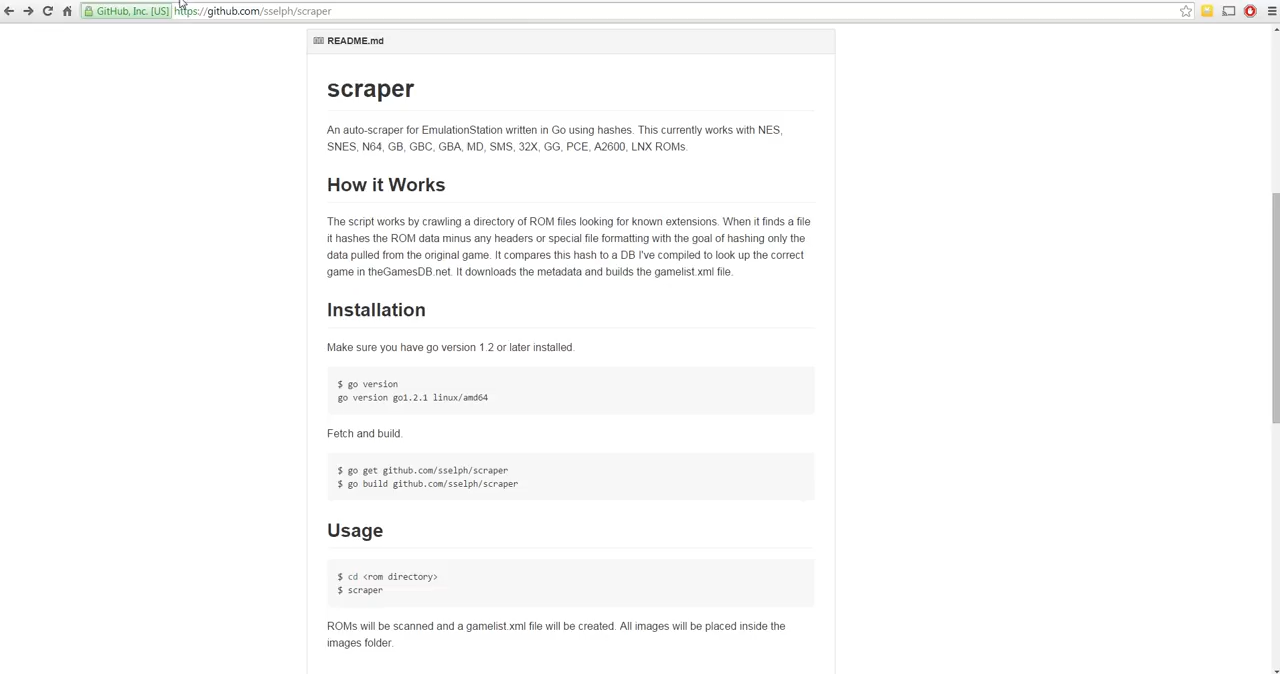 GitHub, Inc. [US] https://github.com/sselph/scraper
README.md
scraper
An auto-scraper for EmulationStation written in Go using hashes. This currently works with NES,
SNES, N64, GB, GBC, GBA, MD, SMS, 32X, GG, PCE, A2600, LNX ROMs.
How it Works
The script works by crawling a directory of ROM files looking for known extensions. When it finds a file
it hashes the ROM data minus any headers or special file formatting with the goal of hashing only the
data pulled from the original game. It compares this hash to a DB I've compiled to look up the correct
game in theGamesDB.net. It downloads the metadata and builds the gamelist.xml file.
Installation
Make sure you have go version 1.2 or later installed.
$ go version
go version go1.2.1 linux/amd64
Fetch and build.
$ go get github.com/sselph/scraper
$ go build github.com/sselph/scraper
Usage
$ cd <rom directory>
$ scraper
ROMs will be scanned and a gamelist.xml file will be created. All images will be placed inside the
images folder.